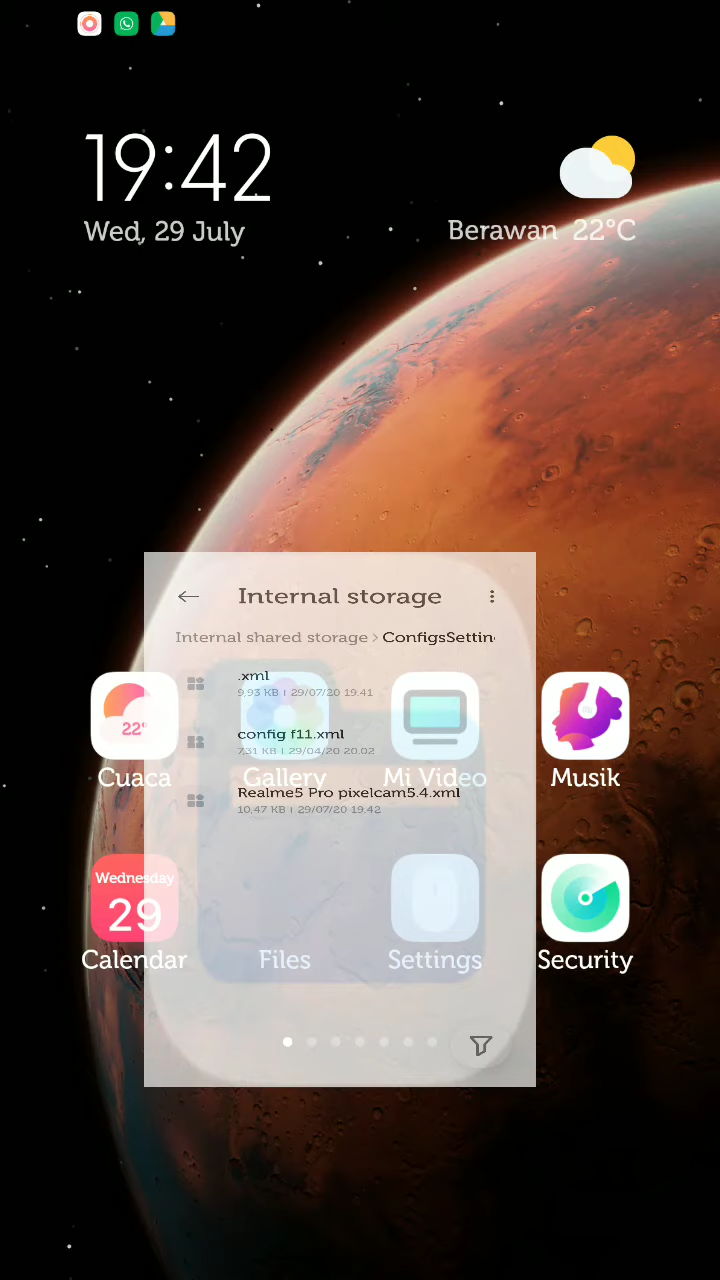 19:42
Wed, 29 July
Berawan 22°C
Internal storage
Internal shared storage > ConfigsSettin
.xml
9,93 KB | 29/07/20 19.41
config f11.xml
7,31 KB | 29/04/20 20.02
Realme5 Pro pixelcam5.4.xml
10,47 KB | 29/07/20 19.42
22°
Cuaca
Gallery
Mi Video
Musik
Wednesday
29
Calendar
Files
Settings
Security